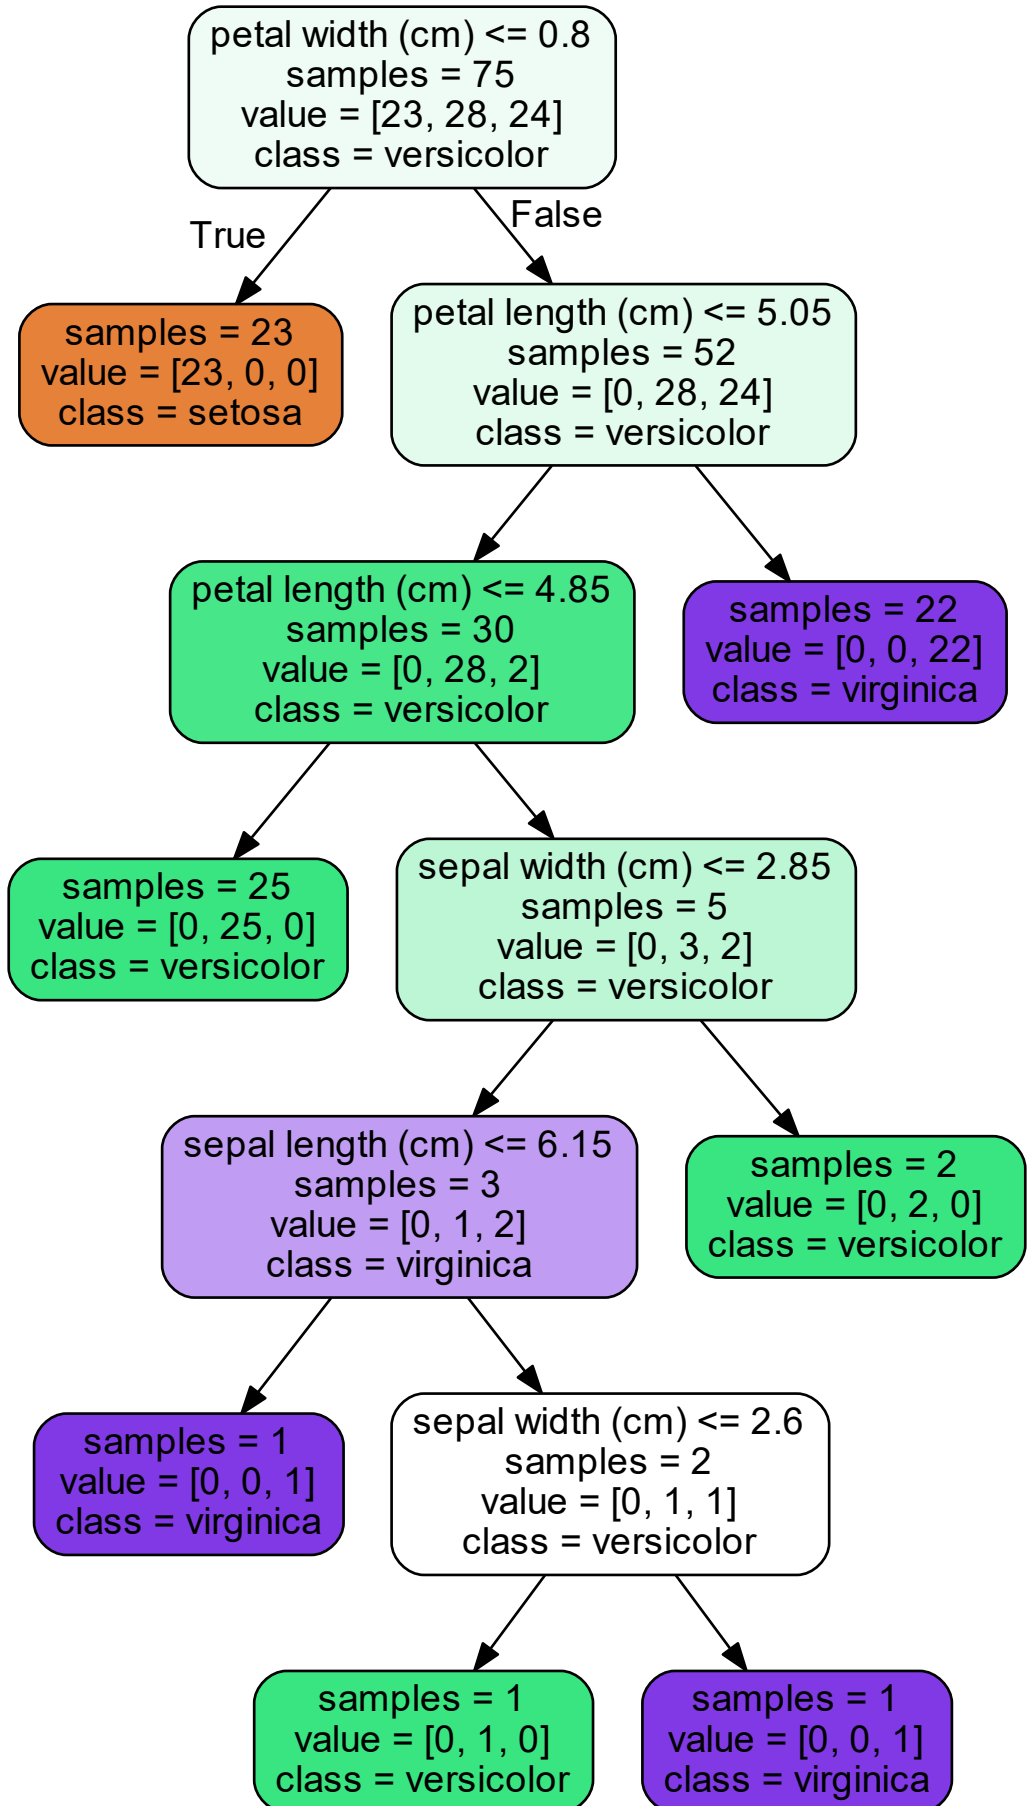 petal width (cm) <= 0.8
samples = 75
value = [23, 28, 24]
class = versicolor
True
False
samples = 23
value = [23, 0, 0]
class = setosa
petal length (cm) <= 5.05
samples = 52
value = [0, 28, 24]
class = versicolor
petal length (cm) <= 4.85
samples = 30
value = [0, 28, 2]
class = versicolor
samples = 22
value = [0, 0, 22]
class = virginica
samples = 25
value = [0, 25, 0]
class = versicolor
sepal width (cm) <= 2.85
samples = 5
value = [0, 3, 2]
class = versicolor
sepal length (cm) <= 6.15
samples = 3
value = [0, 1, 2]
class = virginica
samples = 2
value = [0, 2, 0]
class = versicolor
samples = 1
value = [0, 0, 1]
class = virginica
sepal width (cm) <= 2.6
samples = 2
value = [0, 1, 1]
class = versicolor
samples = 1
value = [0, 1, 0]
class = versicolor
samples = 1
value = [0, 0, 1]
class = virginica